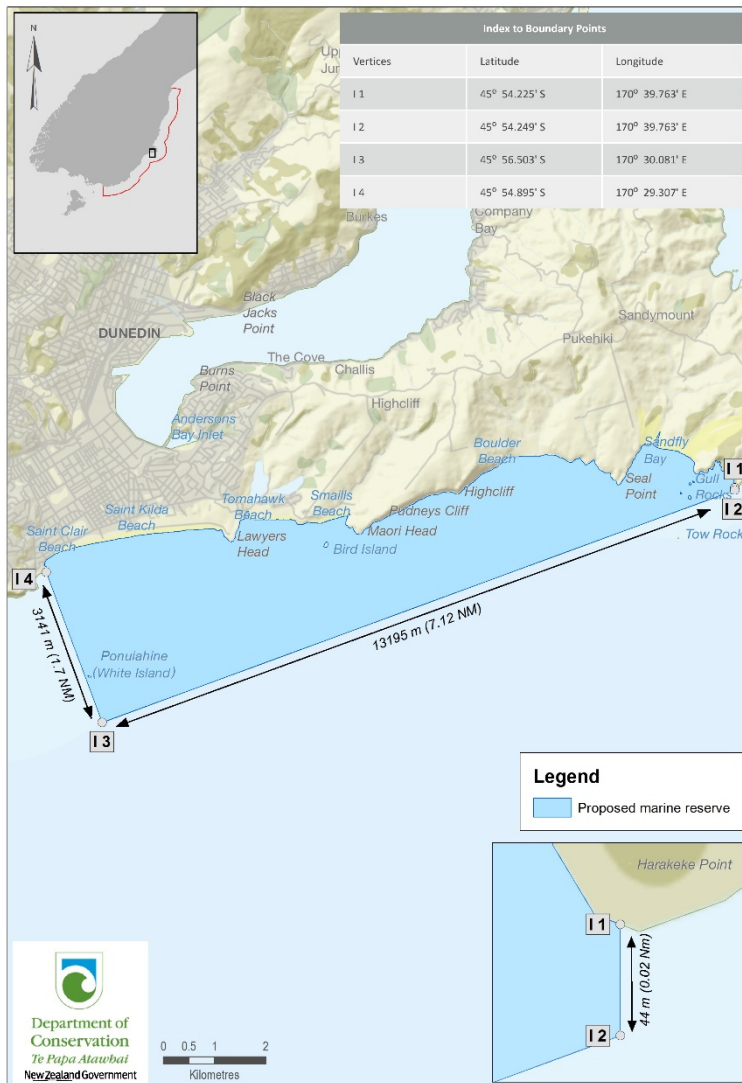 Index to Boundary Points
Vertices Latitude Longitude
I 1 45° 54.225' S 170° 39.763' E
I 2 45° 54.249' S 170° 39.763' E
I 3 45° 56.503' S 170° 30.081' E
I 4 45° 54.895' S 170° 29.307' E
Burkes
Company
Bay
Black
Jacks
Point
Sandymount
DUNEDIN
Pukehiki
The Cove
Challis
Burns
Point
Highcliff
Andersons
Bay Inlet
Boulder
Beach
Sandfly
Bay
I 1
Seal
Point
Gull
Rocks
I 2
Highcliff
Tomahawk
Beach
Smaills
Beach
Saint Kilda
Beach
Pudneys Cliff
Saint Clair
Beach
Lawyers
Head
Maori Head
Bird Island
Tow Rock
I 4
3141 m (1.7 NM)
13195 m (7.12 NM)
Ponuiahine
(White Island)
I 3
Legend
Proposed marine reserve
Harakeke Point
I 1
44 m (0.02 Nm)
I 2
Department of
Conservation
Te Papa Atawhai
New Zealand Government
0 0.5 1 2
Kilometres